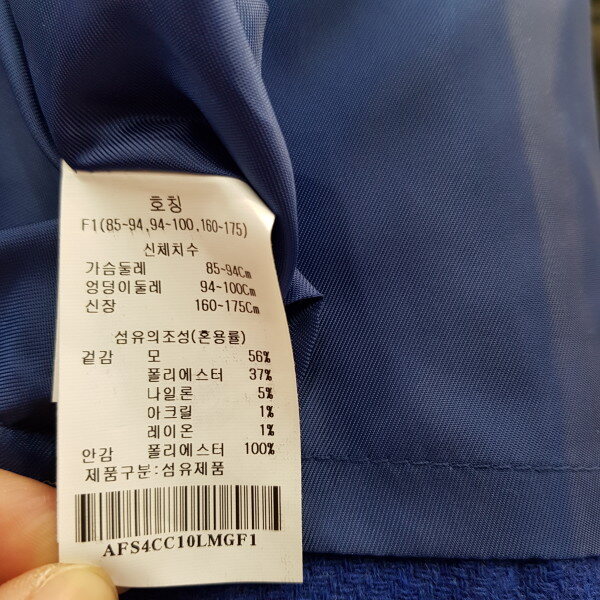 호칭
F1(85~94,94~100,160~175)
신체치수
가슴둘레 85~94Cm
엉덩이둘레 94~100Cm
신장 160~175Cm
섬유의조성(혼용률)
겉감 모 56%
폴리에스터 37%
나일론 5%
아크릴 1%
레이온 1%
안감 폴리에스터 100%
제품구분:섬유제품
AFS4CC10LMGF1